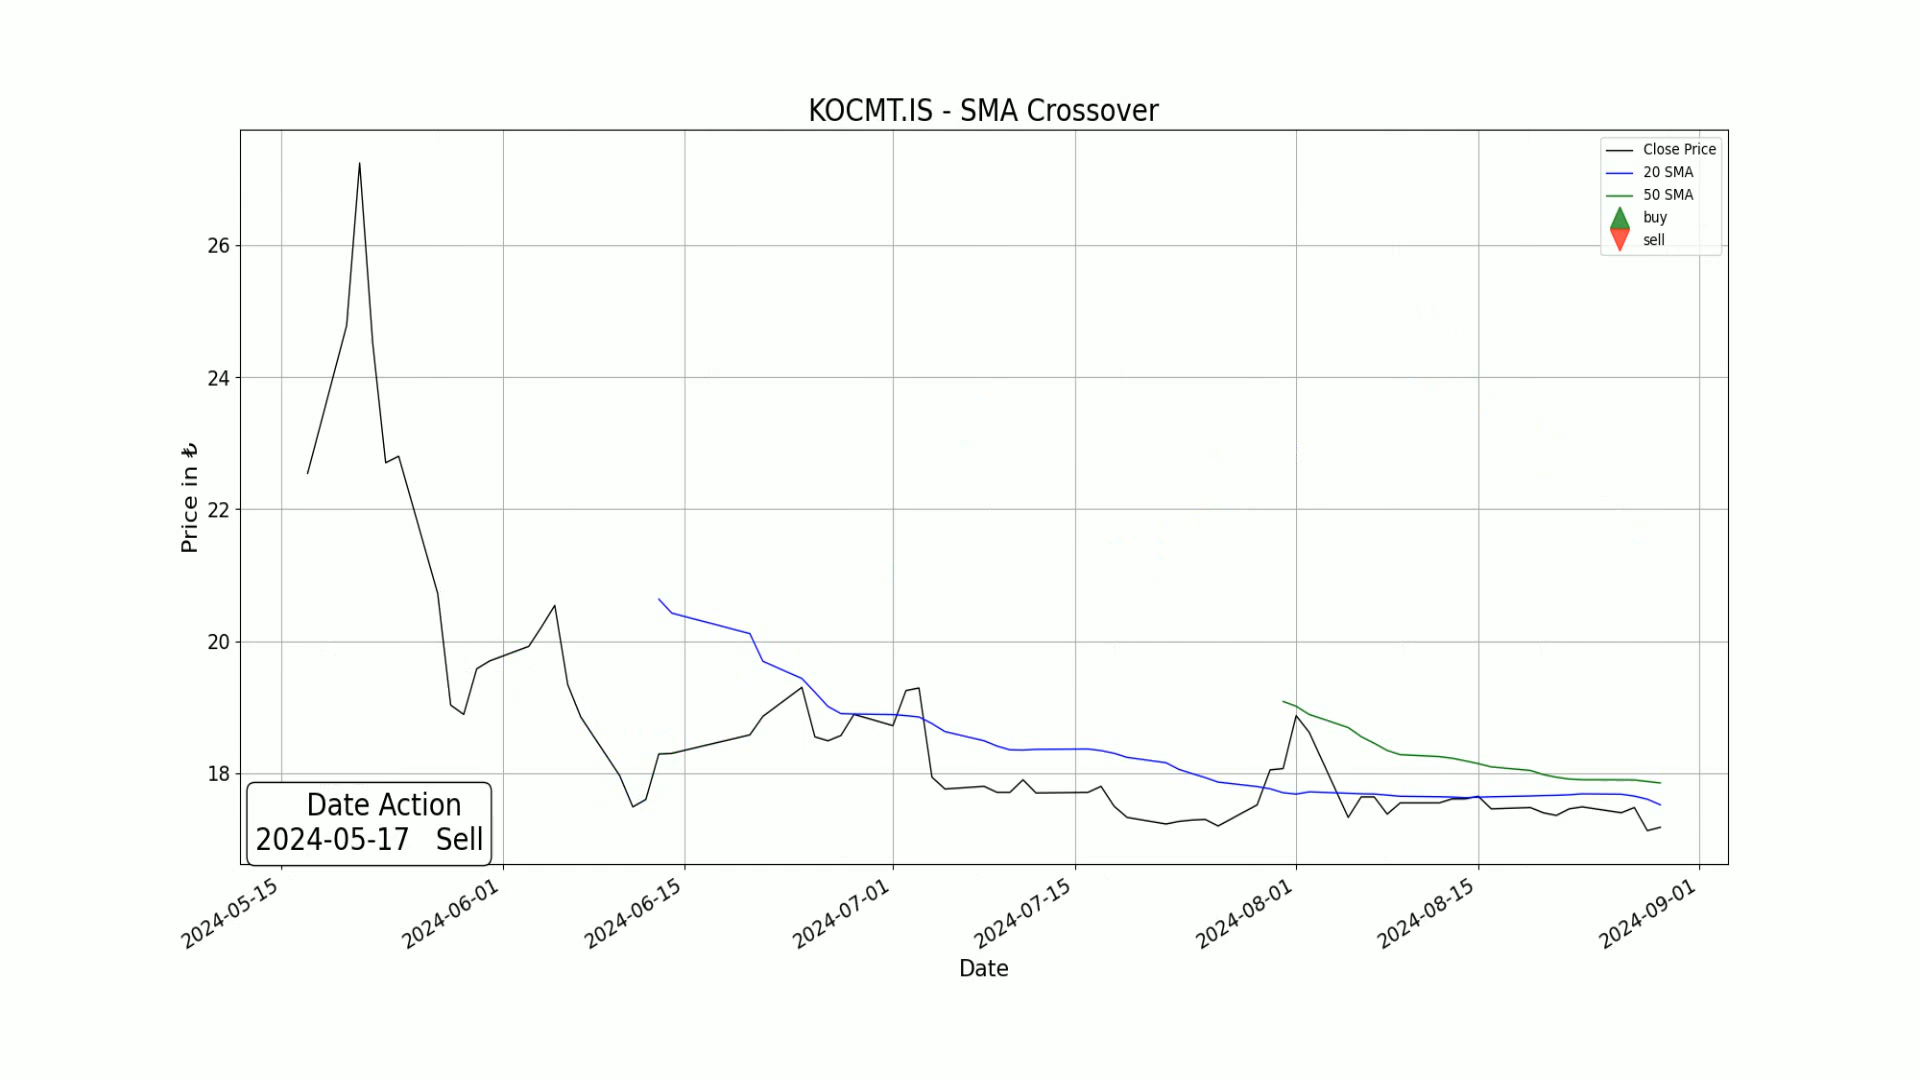 KOCMT.IS - SMA Crossover
Close Price
20 SMA
50 SMA
buy
sell
26
24
22
20
18
Price in ₺
Date Action
2024-05-17 Sell
2024-05-15
2024-06-01
2024-06-15
2024-07-01
2024-07-15
2024-08-01
2024-08-15
2024-09-01
Date